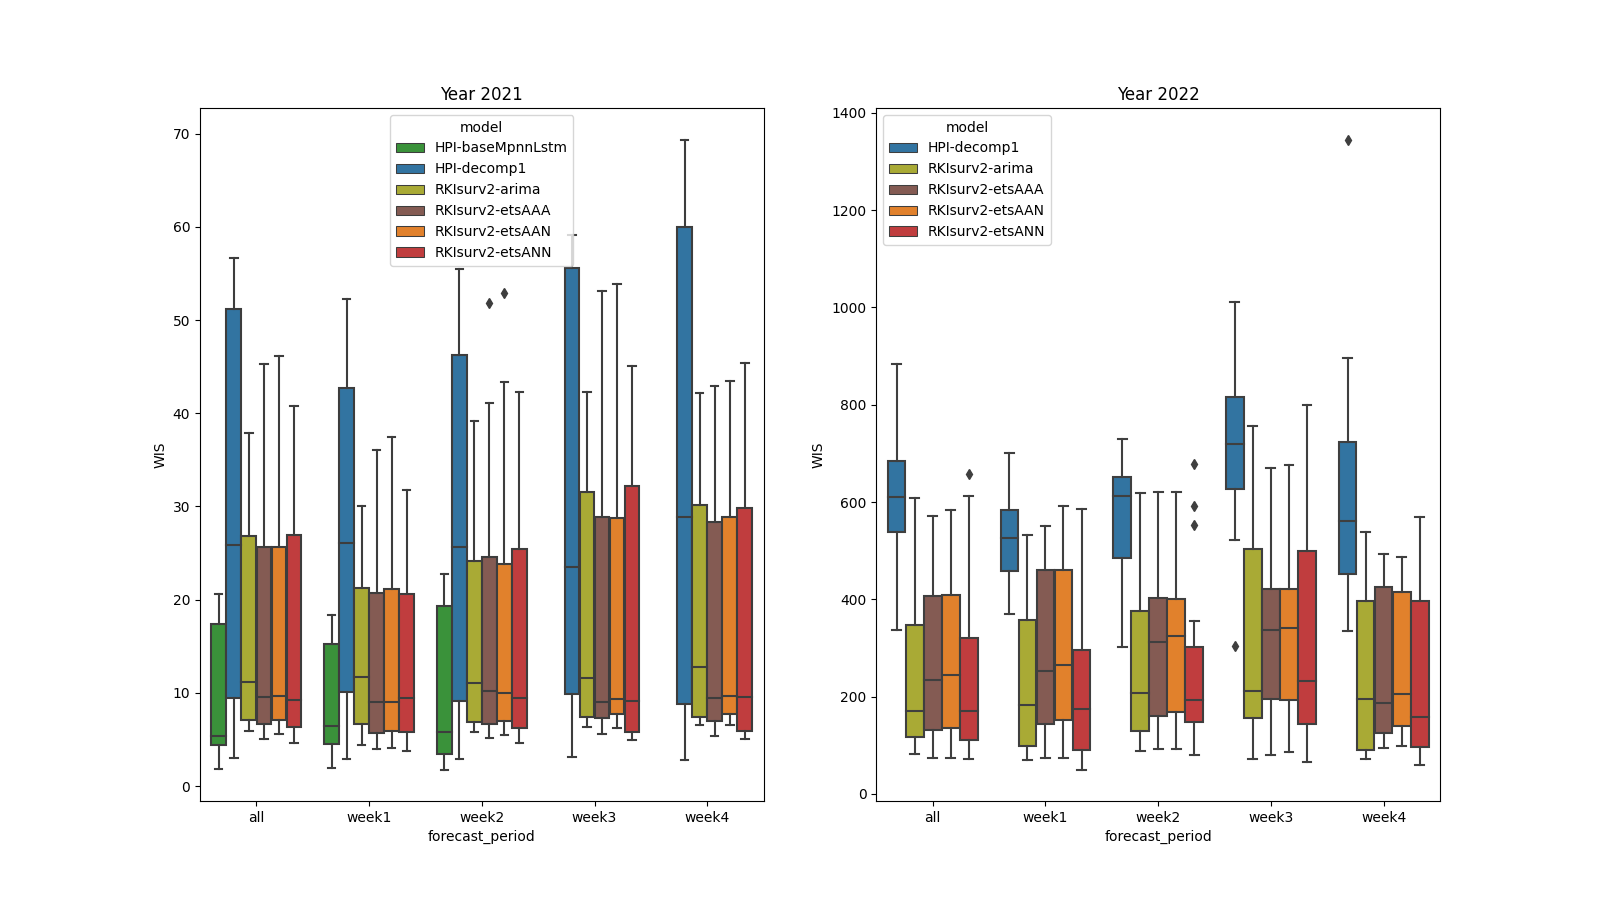 Year 2021
70
60
50
40
30
20
10
0
WIS
model
HPI-baseMpnnLstm
HPI-decomp1
RKIsurv2-arima
RKIsurv2-etsAAA
RKIsurv2-etsAAN
RKIsurv2-etsANN
all week1 week2 week3 week4
forecast_period
Year 2022
1400
1200
1000
800
600
400
200
0
WIS
model
HPI-decomp1
RKIsurv2-arima
RKIsurv2-etsAAA
RKIsurv2-etsAAN
RKIsurv2-etsANN
all week1 week2 week3 week4
forecast_period